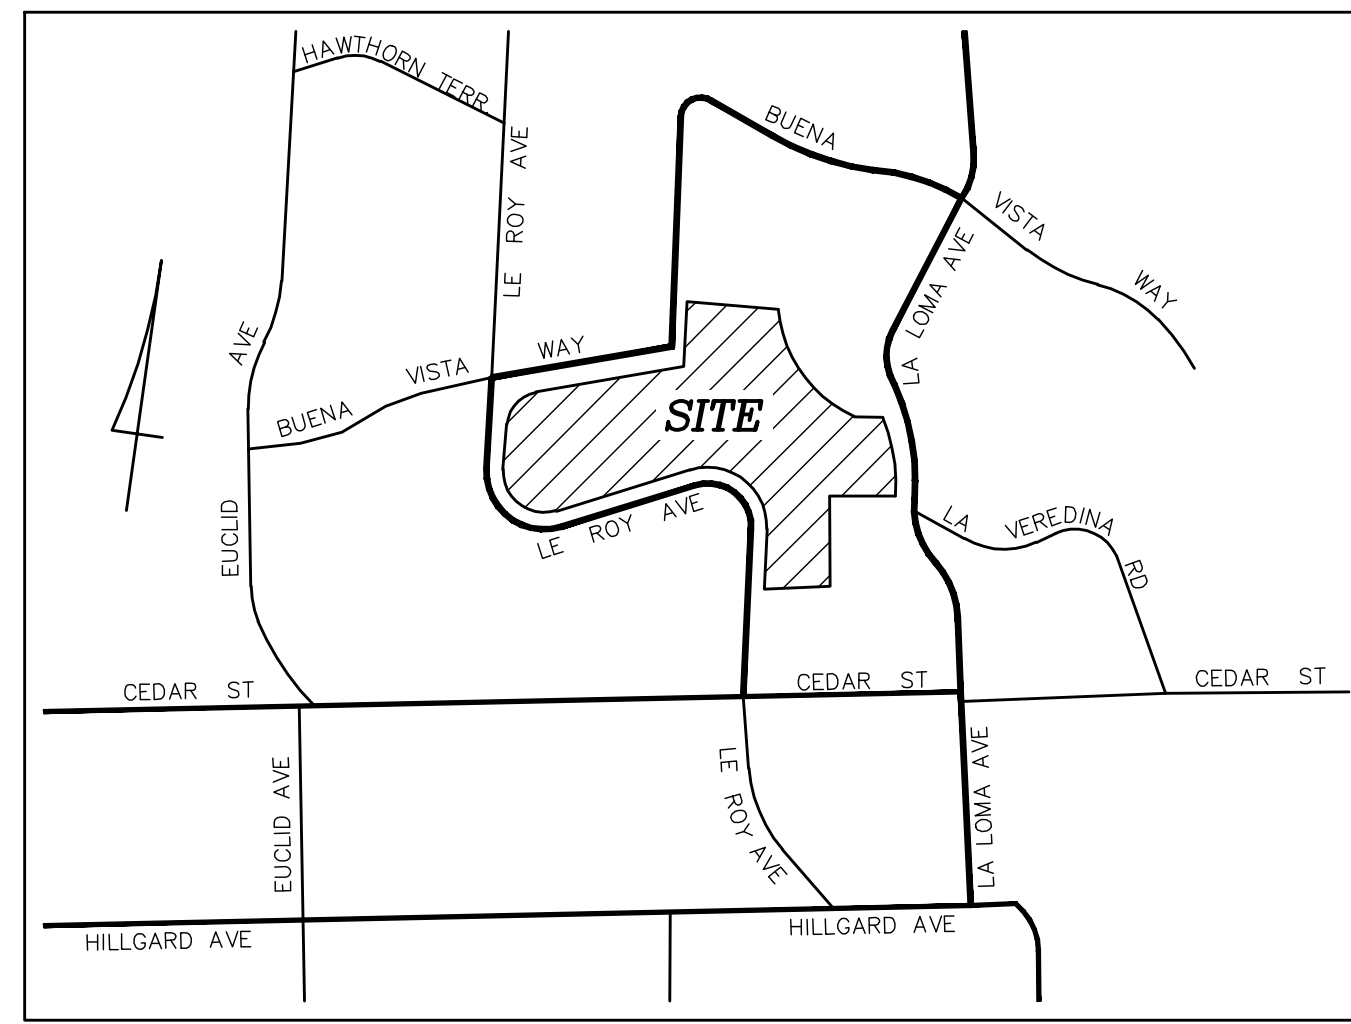 HAWTHORN TERR.
LE ROY AVE
BUENA VISTA WAY
LA LOMA AVE
EUCLID AVE
BUENA VISTA WAY
SITE
LE ROY AVE
LA VEREDINA RD
CEDAR ST
CEDAR ST
CEDAR ST
EUCLID AVE
LE ROY AVE
LA LOMA AVE
HILLGARD AVE
HILLGARD AVE